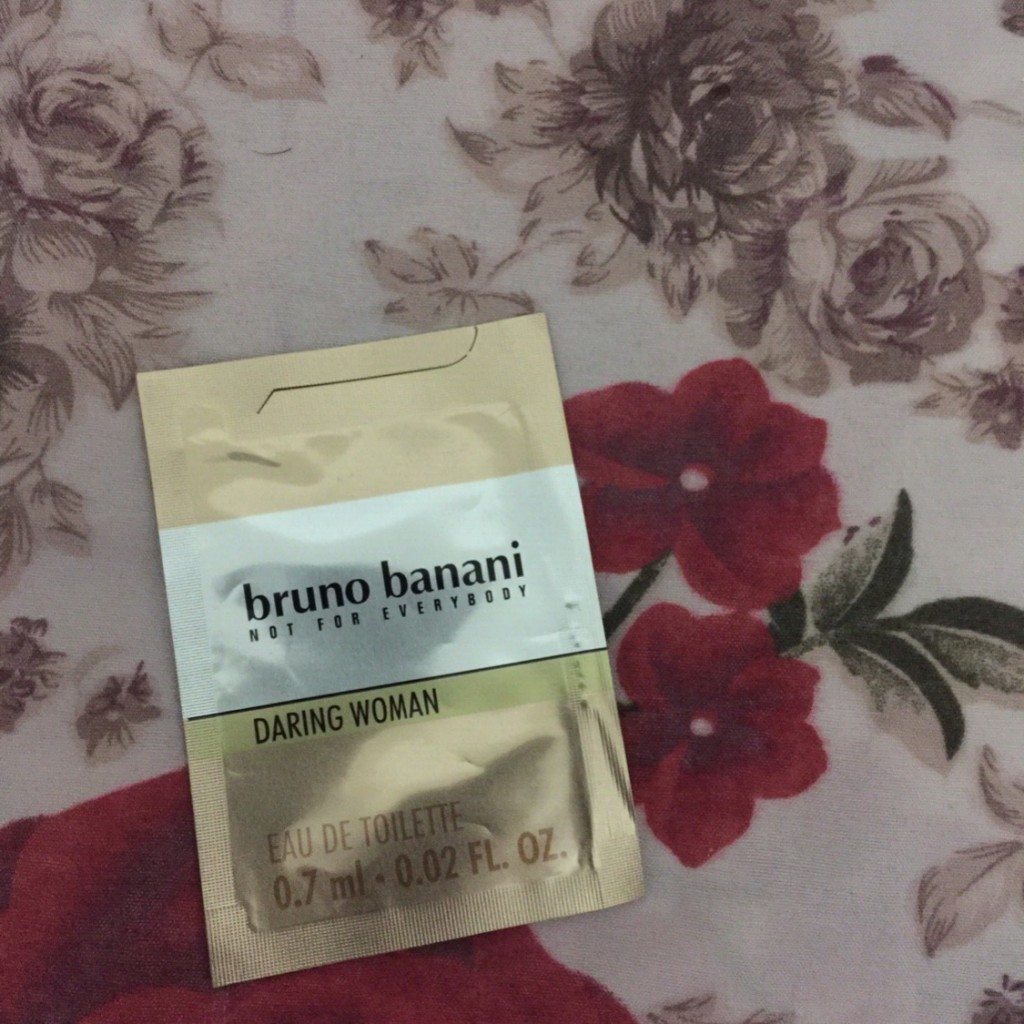 bruno banani
NOT FOR EVERYBODY
DARING WOMAN
EAU DE TOILETTE
0.7 ml · 0.02 FL. OZ.